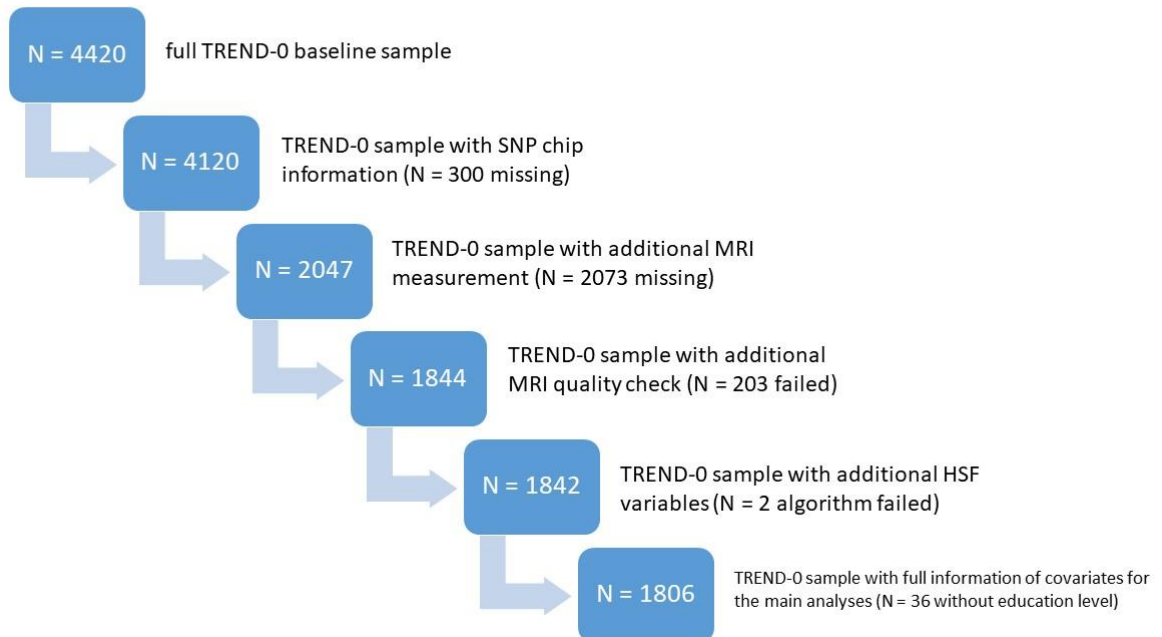 N = 4420
full TREND-0 baseline sample
N = 4120
TREND-0 sample with SNP chip
information (N = 300 missing)
N = 2047
TREND-0 sample with additional MRI
measurement (N = 2073 missing)
N = 1844
TREND-0 sample with additional
MRI quality check (N = 203 failed)
N = 1842
TREND-0 sample with additional HSF
variables (N = 2 algorithm failed)
N = 1806
TREND-0 sample with full information of covariates for
the main analyses (N = 36 without education level)